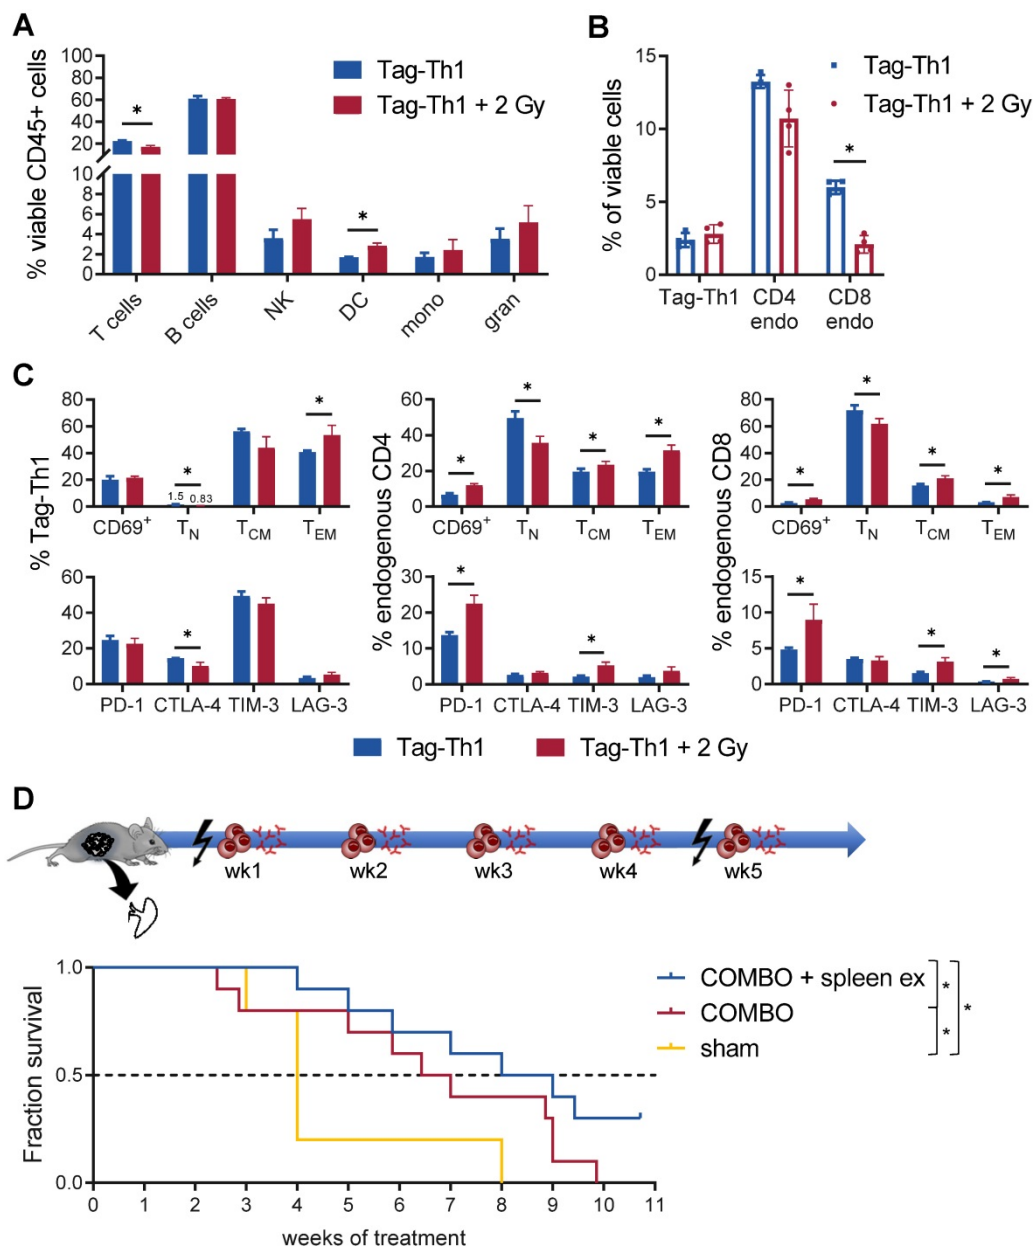 A
% viable CD45+ cells
100
80
60
40
20
10
8
6
4
2
0
T cells
B cells
NK
DC
mono
gran
*
*
Tag-Th1
Tag-Th1 + 2 Gy
B
% of viable cells
15
10
5
0
Tag-Th1
CD4 endo
CD8 endo
*
Tag-Th1
Tag-Th1 + 2 Gy
C
% Tag-Th1
80
60
40
20
0
1.5
0.83
*
*
CD69+
TN
TCM
TEM
60
40
20
0
*
PD-1
CTLA-4
TIM-3
LAG-3
% endogenous CD4
60
40
20
0
*
*
*
*
CD69+
TN
TCM
TEM
30
20
10
0
*
*
PD-1
CTLA-4
TIM-3
LAG-3
% endogenous CD8
80
60
40
20
0
*
*
*
*
CD69+
TN
TCM
TEM
15
10
5
0
*
*
*
PD-1
CTLA-4
TIM-3
LAG-3
Tag-Th1
Tag-Th1 + 2 Gy
D
wk1
wk2
wk3
wk4
wk5
Fraction survival
1.0
0.5
0.0
0 1 2 3 4 5 6 7 8 9 10 11
weeks of treatment
COMBO + spleen ex
COMBO
sham
*
*
*